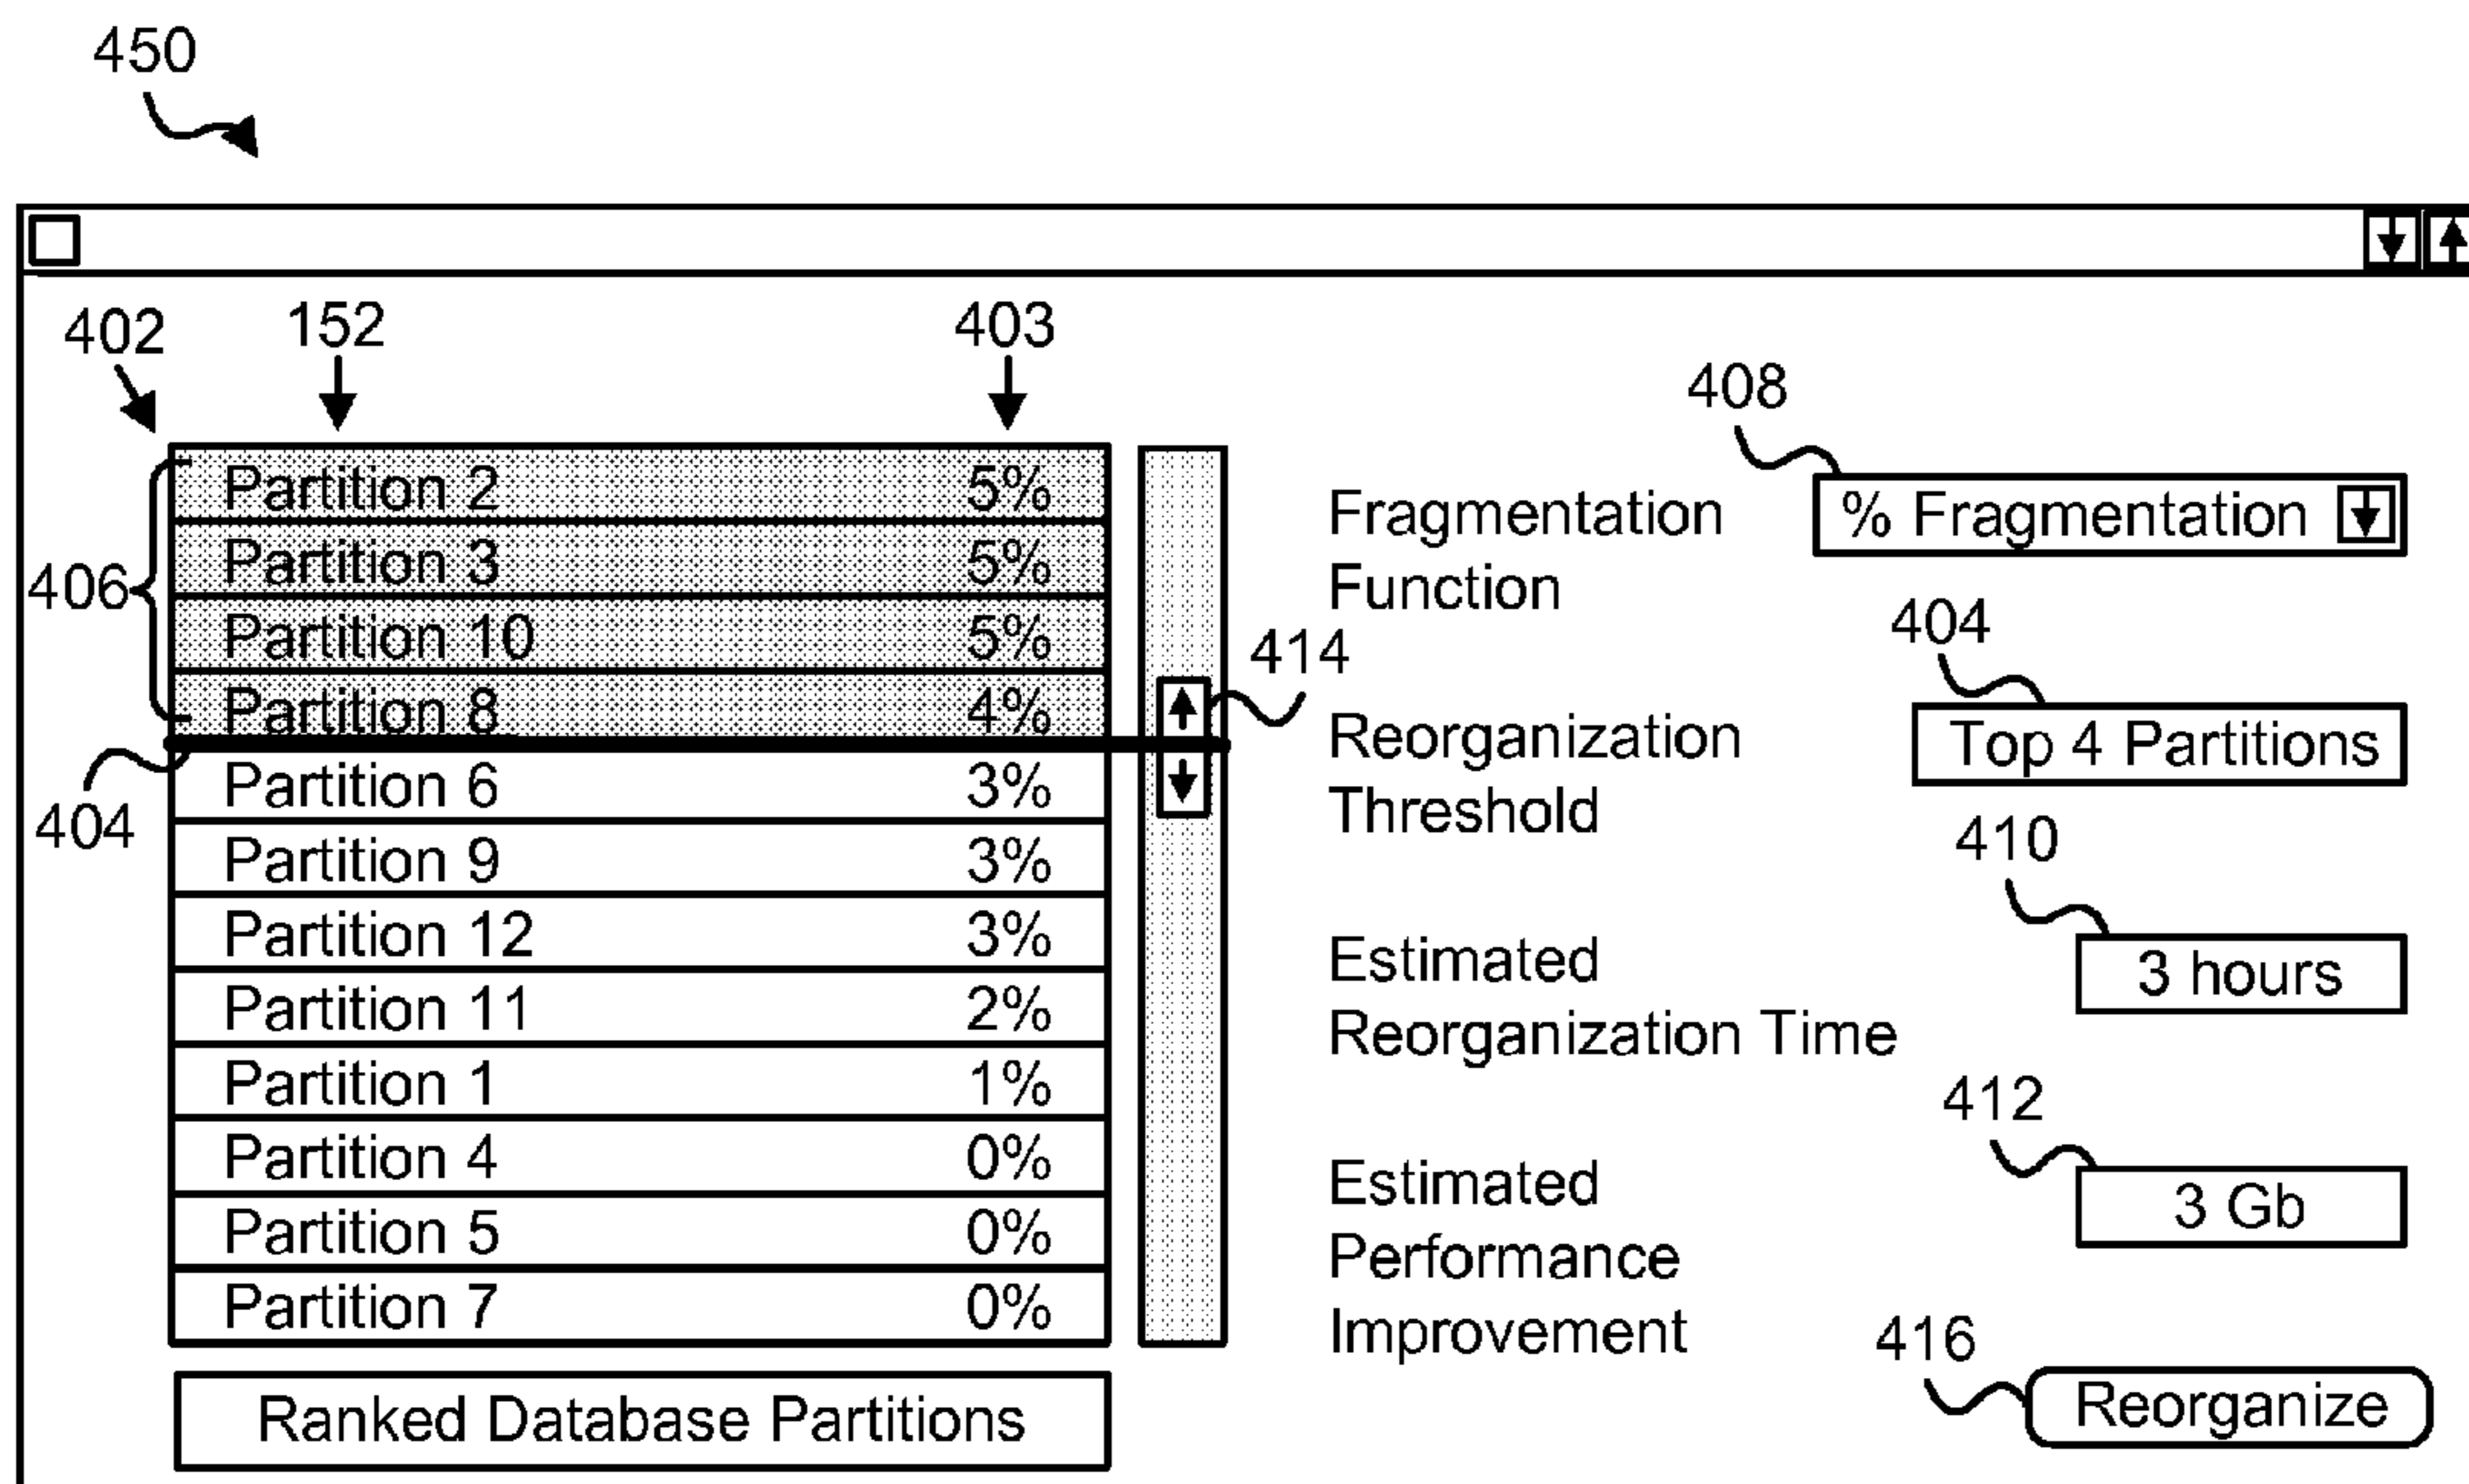 450
402
152
403
408
Partition 2 5%
Partition 3 5%
Partition 10 5%
Partition 8 4%
Partition 6 3%
Partition 9 3%
Partition 12 3%
Partition 11 2%
Partition 1 1%
Partition 4 0%
Partition 5 0%
Partition 7 0%
406
404
Ranked Database Partitions
414
Fragmentation
Function
% Fragmentation
404
Reorganization
Threshold
Top 4 Partitions
410
Estimated
Reorganization Time
3 hours
412
Estimated
Performance
Improvement
3 Gb
416
Reorganize